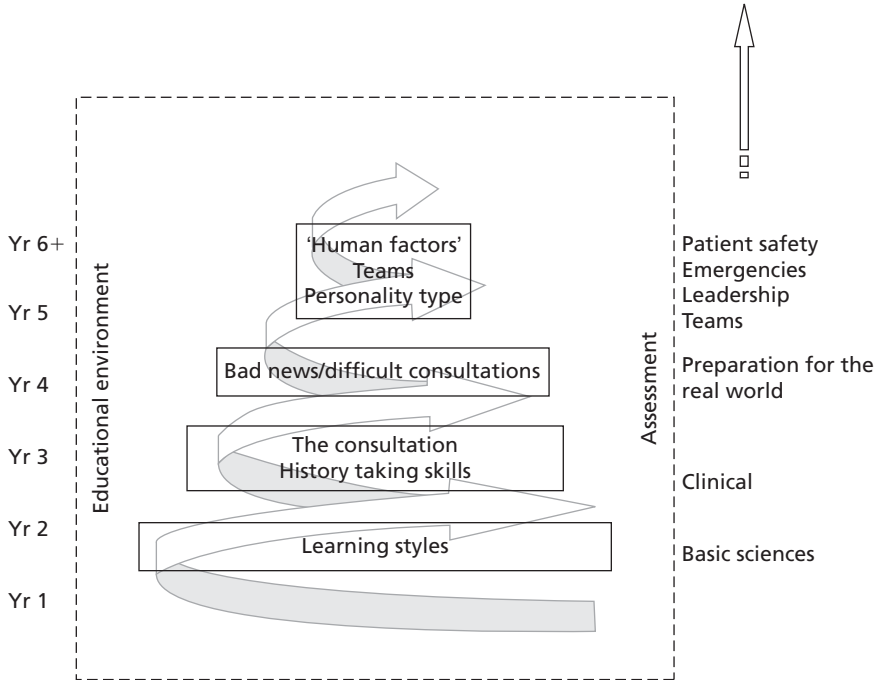 Yr 6+
Yr 5
Yr 4
Yr 3
Yr 2
Yr 1
Educational environment
‘Human factors’
Teams
Personality type
Bad news/difficult consultations
The consultation
History taking skills
Learning styles
Assessment
Patient safety
Emergencies
Leadership
Teams
Preparation for the
real world
Clinical
Basic sciences